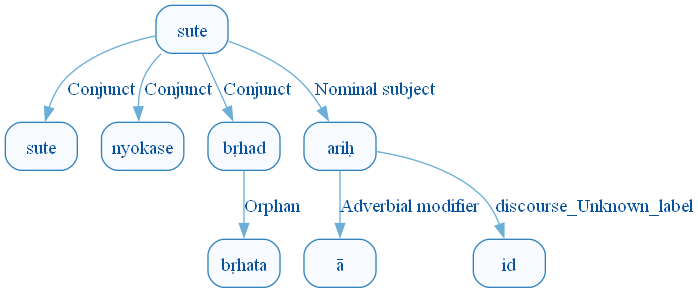 sute
Conjunct Conjunct Conjunct Nominal subject
sute nyokase bṛhad ariḥ
Orphan Adverbial modifier discourse_Unknown_label
bṛhata ā id